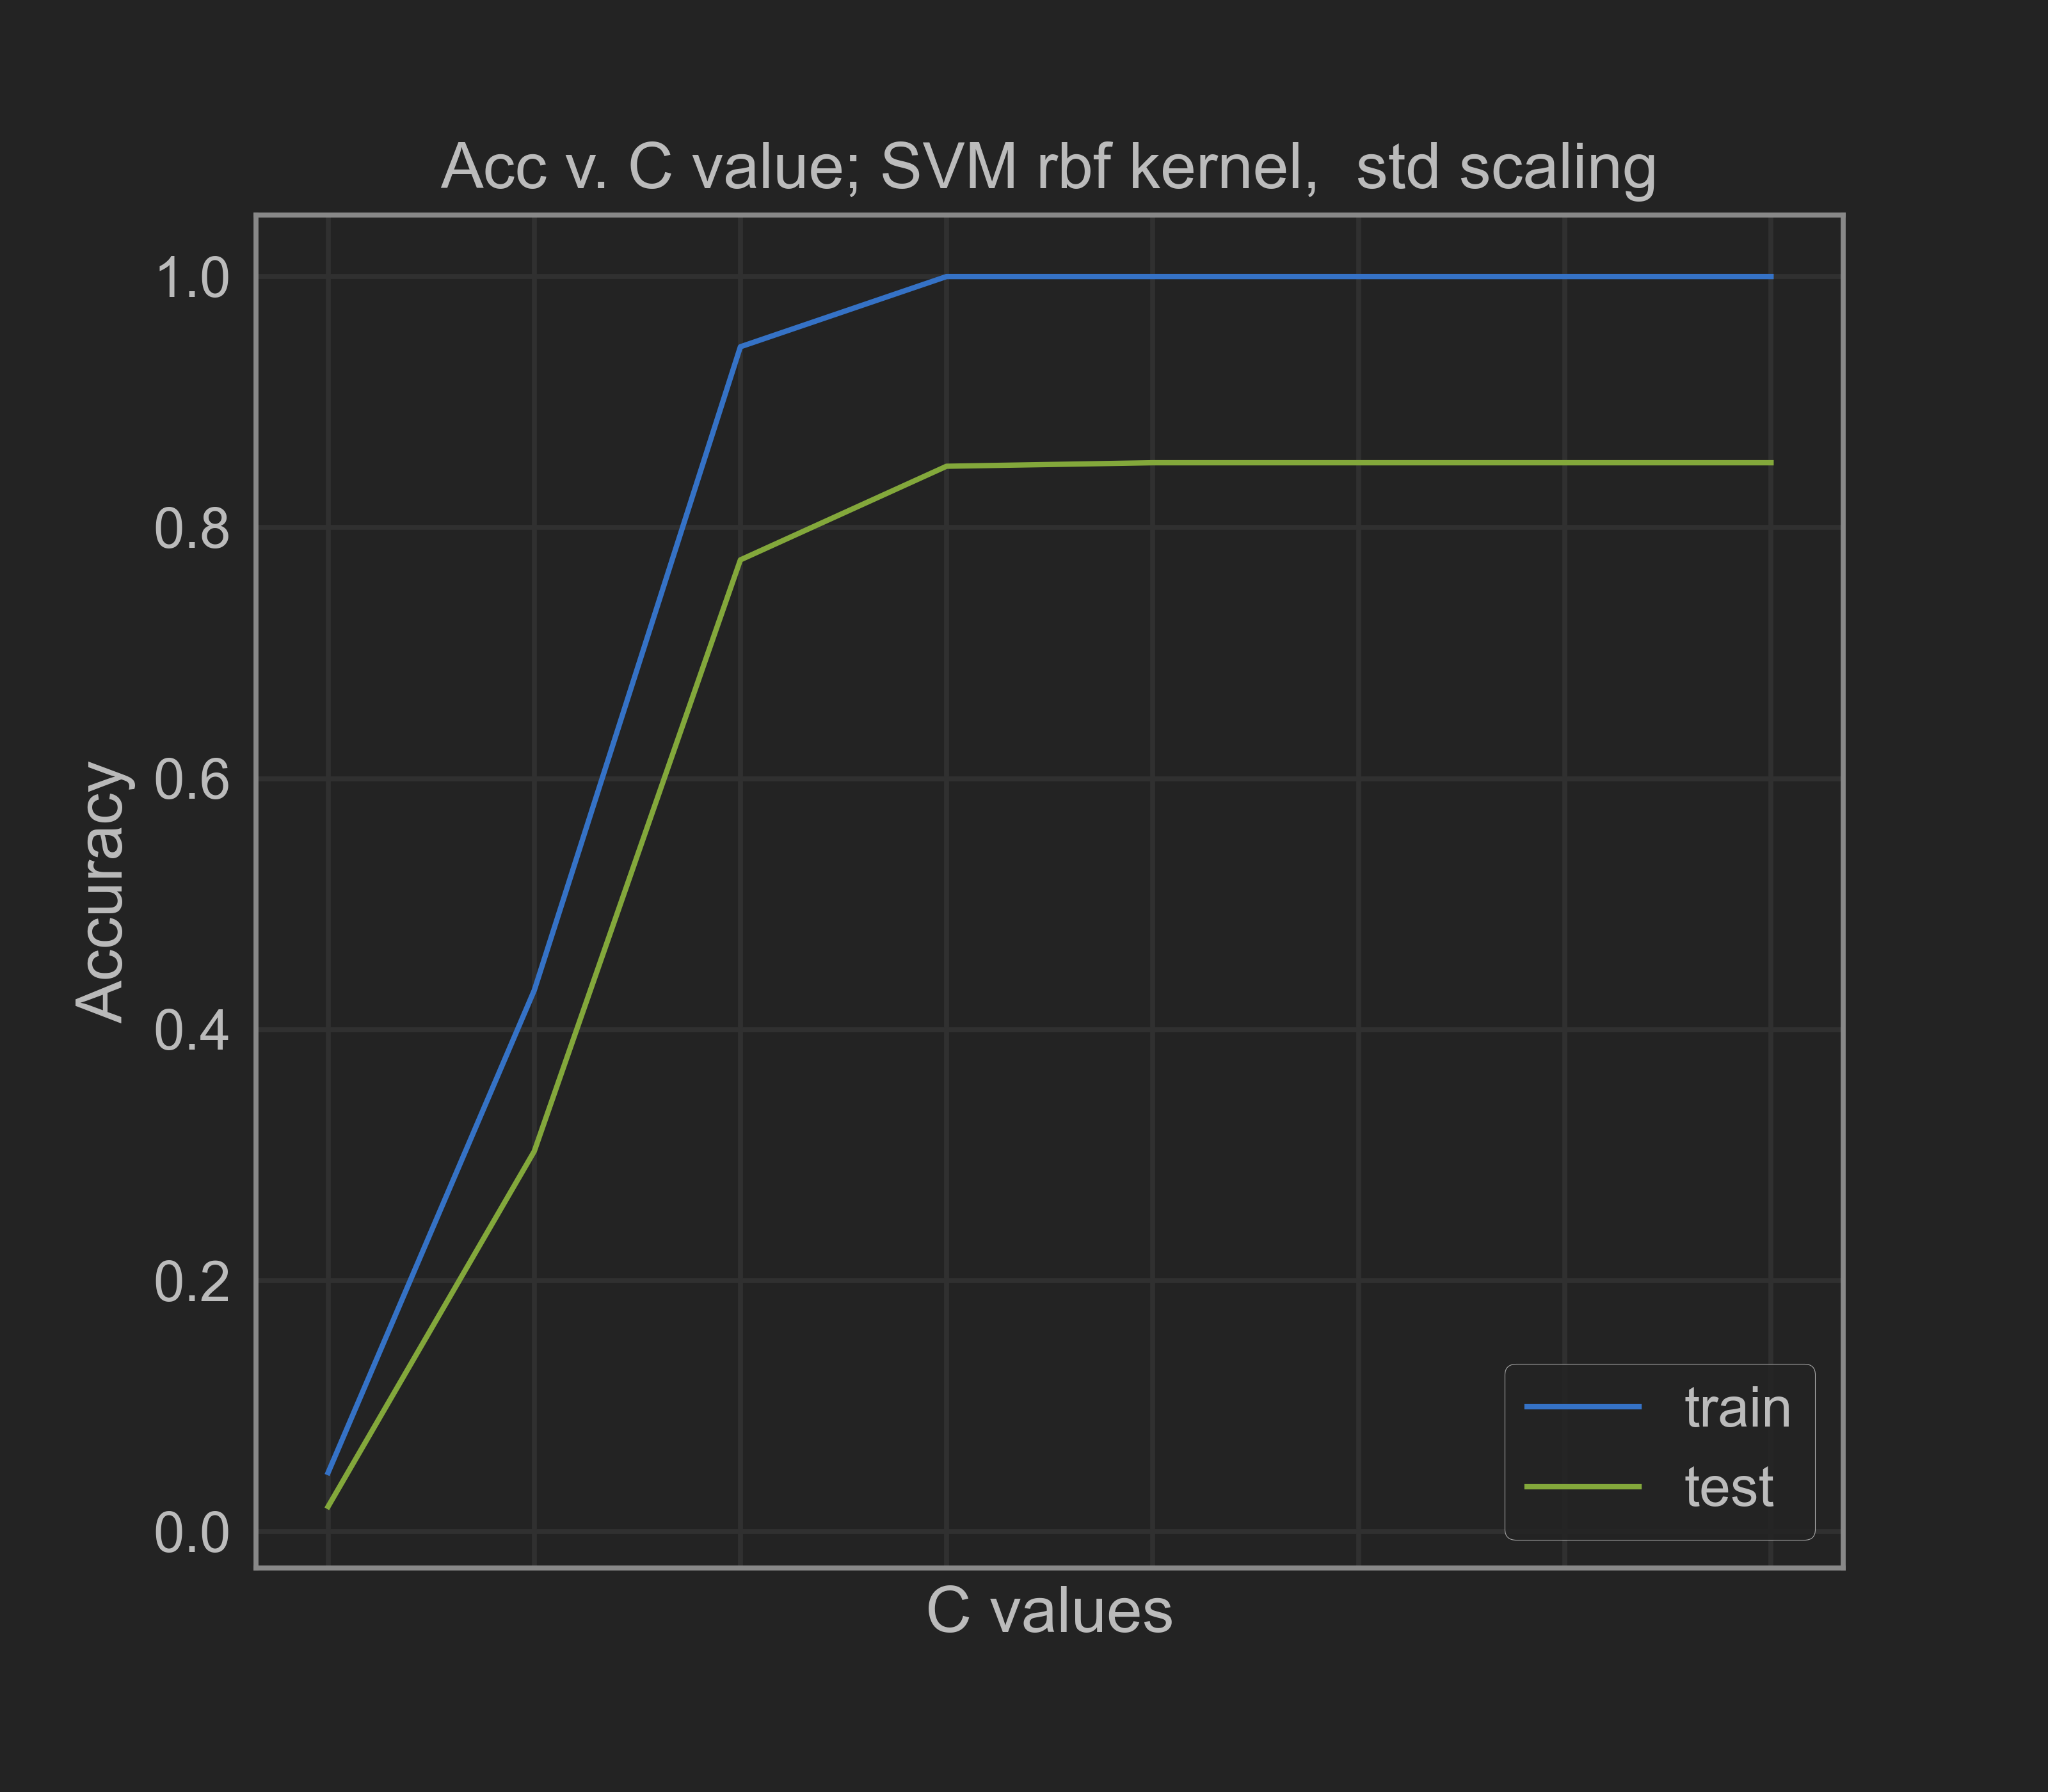 Acc v. C value; SVM rbf kernel,  std scaling
1.0
0.8
0.6
0.4
0.2
0.0
Accuracy
train
test
C values